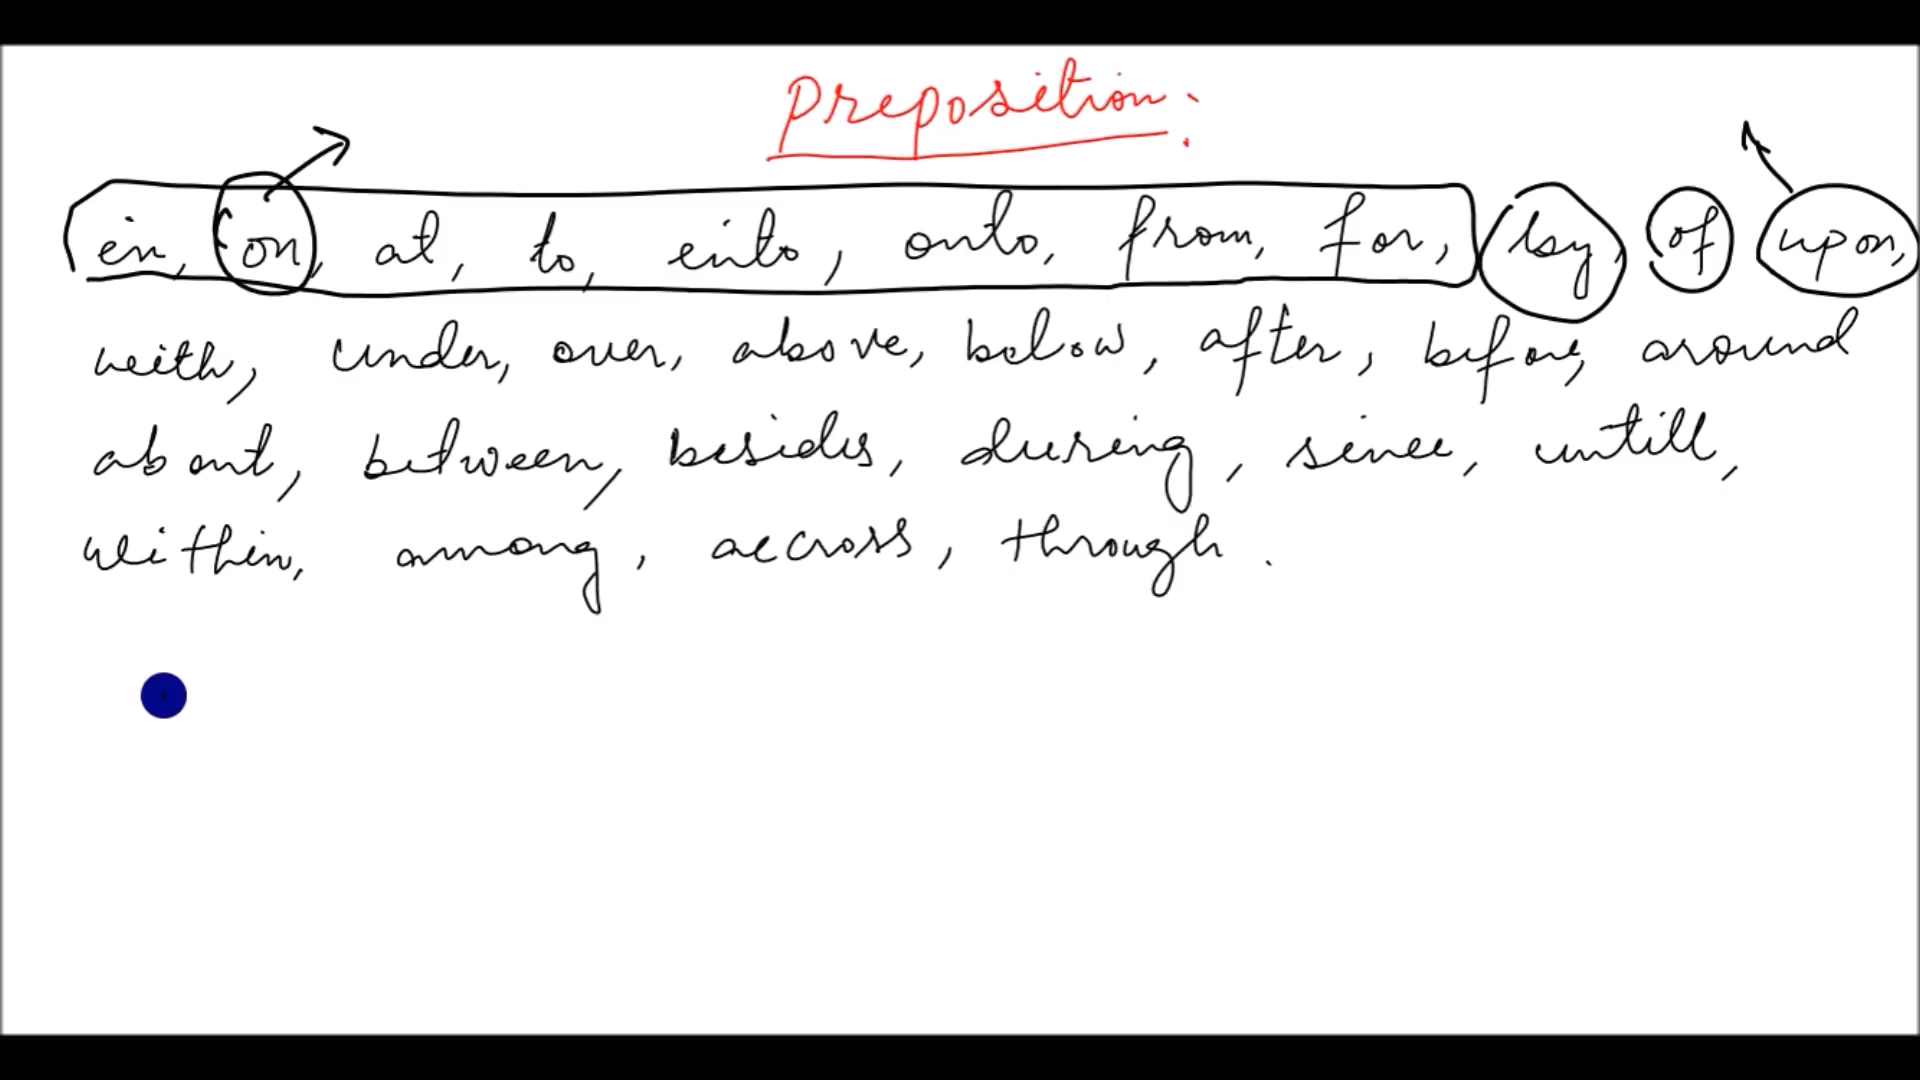 Preposition.
in, on, at, to, into, onto, from, for, by, of upon,
with, under, over, above, below, after, before, around
about, between, besides, during, since, untill,
within, among, accross, through.